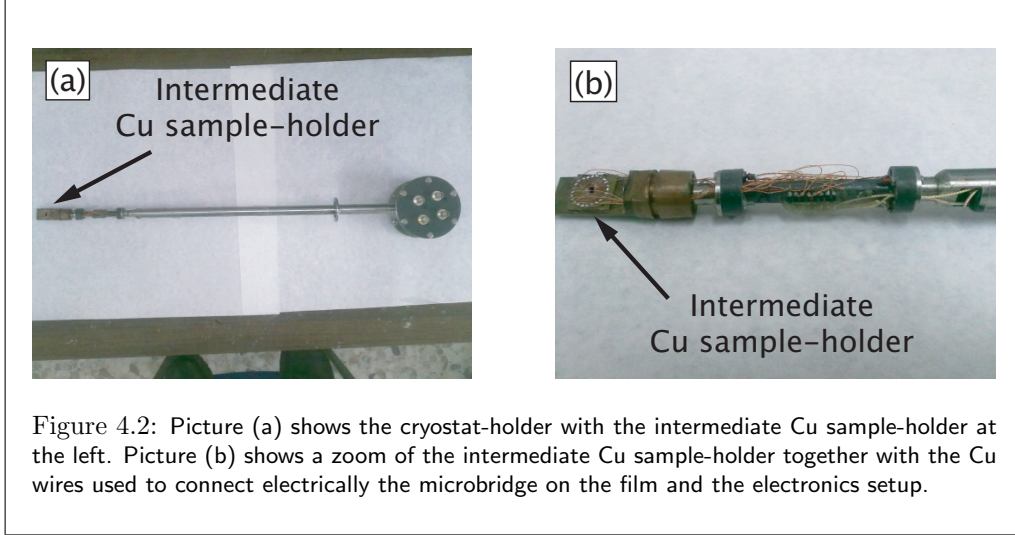 (a)
Intermediate
Cu sample-holder
(b)
Intermediate
Cu sample-holder
Figure 4.2: Picture (a) shows the cryostat-holder with the intermediate Cu sample-holder at
the left. Picture (b) shows a zoom of the intermediate Cu sample-holder together with the Cu
wires used to connect electrically the microbridge on the film and the electronics setup.